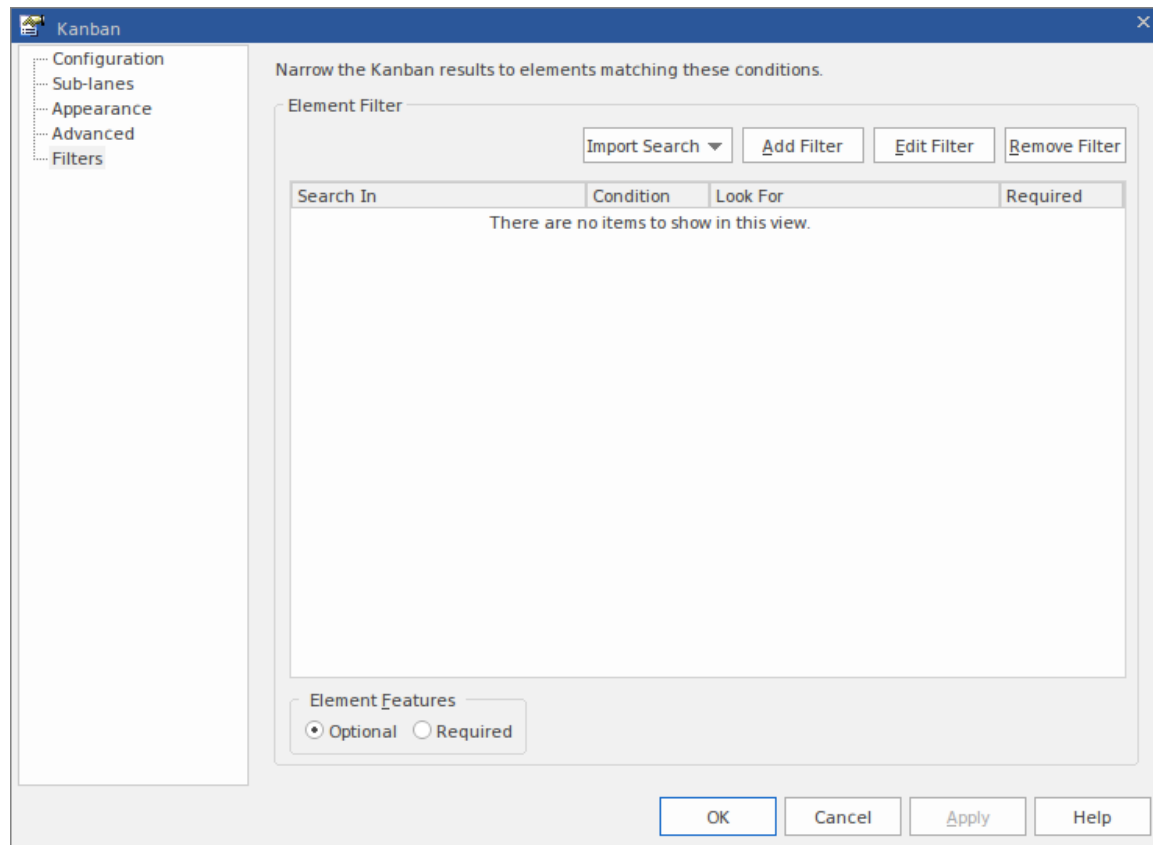 Kanban
Configuration
Sub-lanes
Appearance
Advanced
Filters
Narrow the Kanban results to elements matching these conditions.
Element Filter
Import Search Add Filter Edit Filter Remove Filter
Search In Condition Look For Required
There are no items to show in this view.
Element Features
Optional Required
OK Cancel Apply Help